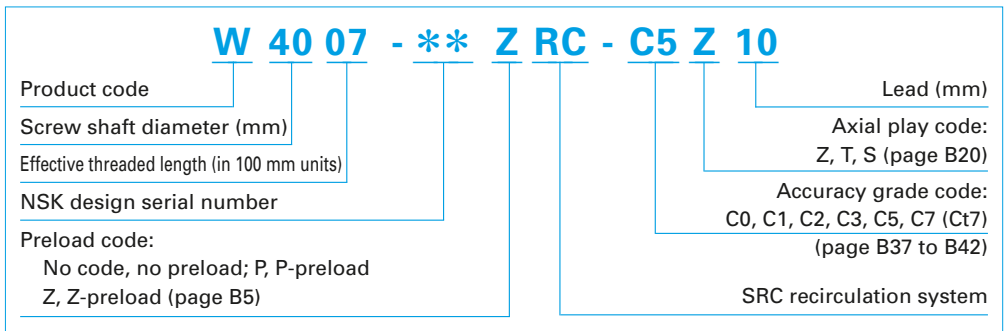 W 40 07 - ** Z RC - C5 Z 10
Product code
Screw shaft diameter (mm)
Effective threaded length (in 100 mm units)
NSK design serial number
Preload code:
No code, no preload; P, P-preload
Z, Z-preload (page B5)
Lead (mm)
Axial play code:
Z, T, S (page B20)
Accuracy grade code:
C0, C1, C2, C3, C5, C7 (Ct7)
(page B37 to B42)
SRC recirculation system